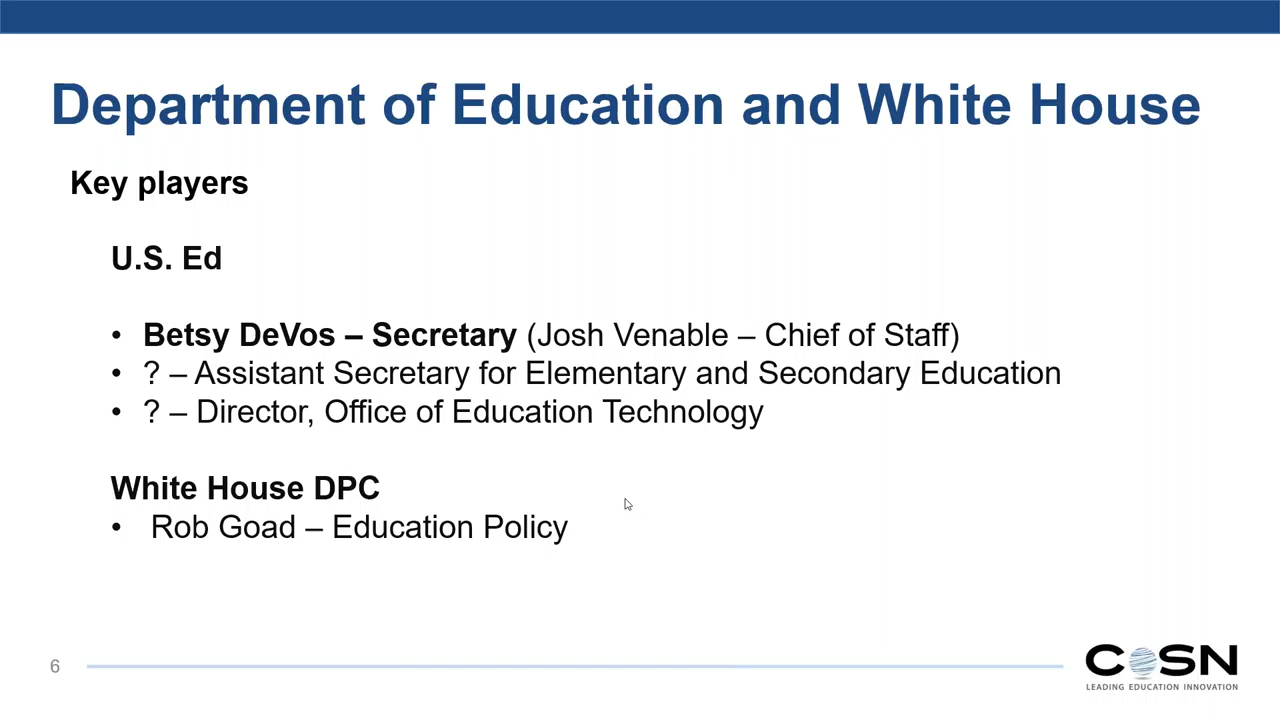 Department of Education and White House
Key players
U.S. Ed
• Betsy DeVos – Secretary (Josh Venable – Chief of Staff)
• ? – Assistant Secretary for Elementary and Secondary Education
• ? – Director, Office of Education Technology
White House DPC
• Rob Goad – Education Policy
6
COSN
LEADING EDUCATION INNOVATION